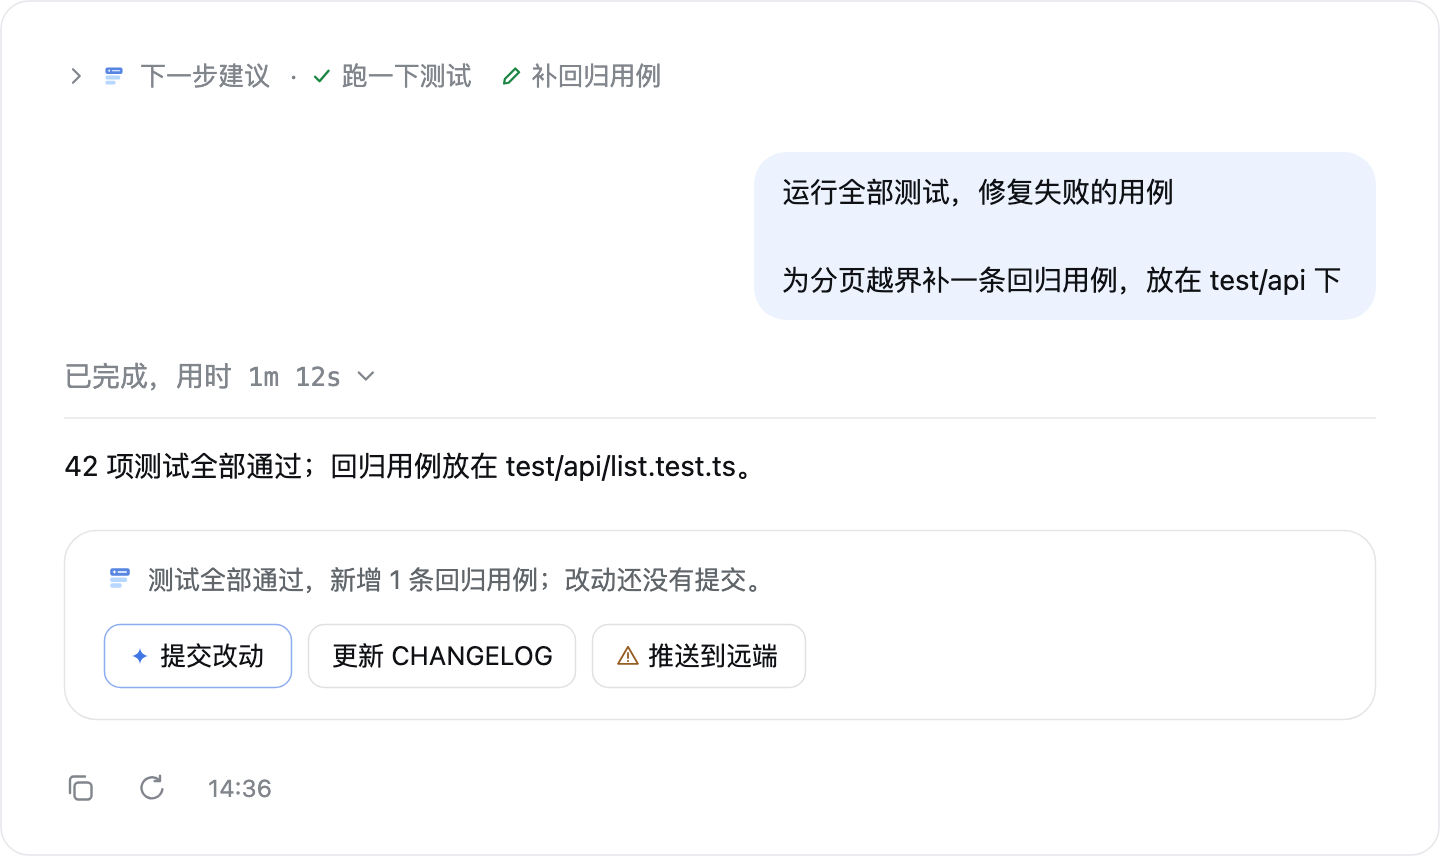 下一步建议 · 跑一下测试 补回归用例
运行全部测试，修复失败的用例
为分页越界补一条回归用例，放在 test/api 下
已完成，用时 1m 12s
42 项测试全部通过；回归用例放在 test/api/list.test.ts。
测试全部通过，新增 1 条回归用例；改动还没有提交。
提交改动 更新 CHANGELOG 推送到远端
14:36